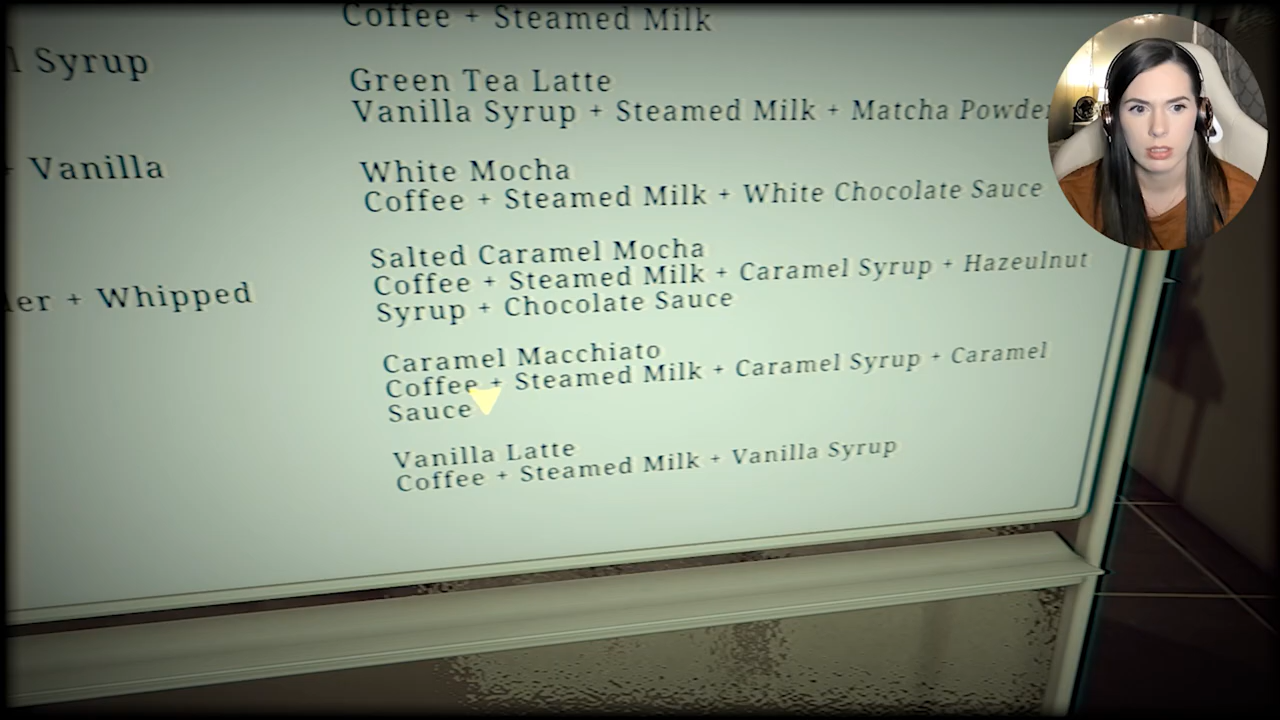 Coffee + Steamed Milk
l Syrup
Green Tea Latte
Vanilla Syrup + Steamed Milk + Matcha Powder
+ Vanilla
White Mocha
Coffee + Steamed Milk + White Chocolate Sauce
Salted Caramel Mocha
Coffee + Steamed Milk + Caramel Syrup + Hazeulnut
Syrup + Chocolate Sauce
der + Whipped
Caramel Macchiato
Coffee + Steamed Milk + Caramel Syrup + Caramel
Sauce
Vanilla Latte
Coffee + Steamed Milk + Vanilla Syrup